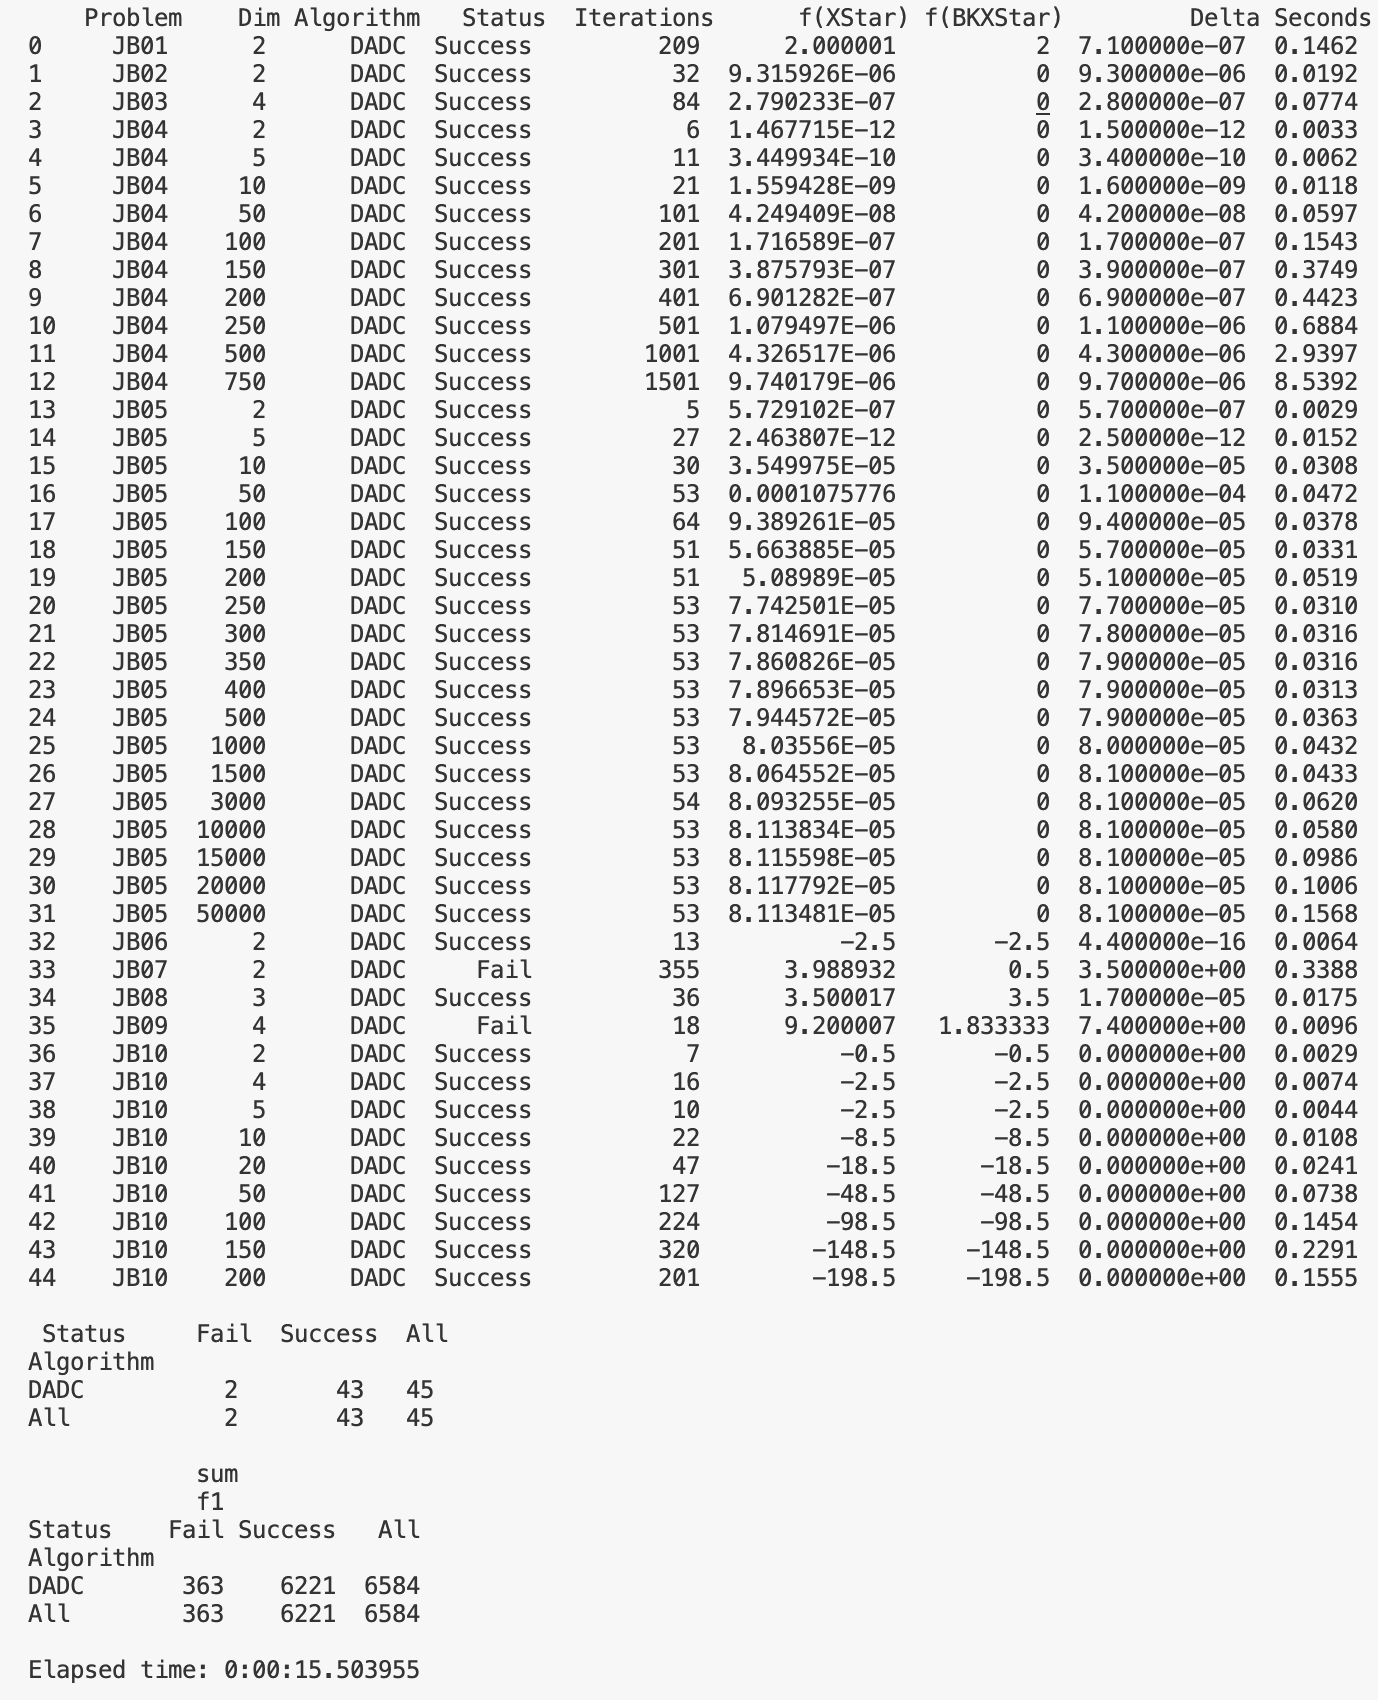 Problem Dim Algorithm Status Iterations f(XStar) f(BKXStar) Delta Seconds
0 JB01 2 DADC Success 209 2.000001 2 7.100000e-07 0.1462
1 JB02 2 DADC Success 32 9.315926E-06 0 9.300000e-06 0.0192
2 JB03 4 DADC Success 84 2.790233E-07 0 2.800000e-07 0.0774
3 JB04 2 DADC Success 6 1.467715E-12 0 1.500000e-12 0.0033
4 JB04 5 DADC Success 11 3.449934E-10 0 3.400000e-10 0.0062
5 JB04 10 DADC Success 21 1.559428E-09 0 1.600000e-09 0.0118
6 JB04 50 DADC Success 101 4.249409E-08 0 4.200000e-08 0.0597
7 JB04 100 DADC Success 201 1.716589E-07 0 1.700000e-07 0.1543
8 JB04 150 DADC Success 301 3.875793E-07 0 3.900000e-07 0.3749
9 JB04 200 DADC Success 401 6.901282E-07 0 6.900000e-07 0.4423
10 JB04 250 DADC Success 501 1.079497E-06 0 1.100000e-06 0.6884
11 JB04 500 DADC Success 1001 4.326517E-06 0 4.300000e-06 2.9397
12 JB04 750 DADC Success 1501 9.740179E-06 0 9.700000e-06 8.5392
13 JB05 2 DADC Success 5 5.729102E-07 0 5.700000e-07 0.0029
14 JB05 5 DADC Success 27 2.463807E-12 0 2.500000e-12 0.0152
15 JB05 10 DADC Success 30 3.549975E-05 0 3.500000e-05 0.0308
16 JB05 50 DADC Success 53 0.0001075776 0 1.100000e-04 0.0472
17 JB05 100 DADC Success 64 9.389261E-05 0 9.400000e-05 0.0378
18 JB05 150 DADC Success 51 5.663885E-05 0 5.700000e-05 0.0331
19 JB05 200 DADC Success 51 5.08989E-05 0 5.100000e-05 0.0519
20 JB05 250 DADC Success 53 7.742501E-05 0 7.700000e-05 0.0310
21 JB05 300 DADC Success 53 7.814691E-05 0 7.800000e-05 0.0316
22 JB05 350 DADC Success 53 7.860826E-05 0 7.900000e-05 0.0316
23 JB05 400 DADC Success 53 7.896653E-05 0 7.900000e-05 0.0313
24 JB05 500 DADC Success 53 7.944572E-05 0 7.900000e-05 0.0363
25 JB05 1000 DADC Success 53 8.03556E-05 0 8.000000e-05 0.0432
26 JB05 1500 DADC Success 53 8.064552E-05 0 8.100000e-05 0.0433
27 JB05 3000 DADC Success 54 8.093255E-05 0 8.100000e-05 0.0620
28 JB05 10000 DADC Success 53 8.113834E-05 0 8.100000e-05 0.0580
29 JB05 15000 DADC Success 53 8.115598E-05 0 8.100000e-05 0.0986
30 JB05 20000 DADC Success 53 8.117792E-05 0 8.100000e-05 0.1006
31 JB05 50000 DADC Success 53 8.113481E-05 0 8.100000e-05 0.1568
32 JB06 2 DADC Success 13 -2.5 -2.5 4.400000e-16 0.0064
33 JB07 2 DADC Fail 355 3.988932 0.5 3.500000e+00 0.3388
34 JB08 3 DADC Success 36 3.500017 3.5 1.700000e-05 0.0175
35 JB09 4 DADC Fail 18 9.200007 1.833333 7.400000e+00 0.0096
36 JB10 2 DADC Success 7 -0.5 -0.5 0.000000e+00 0.0029
37 JB10 4 DADC Success 16 -2.5 -2.5 0.000000e+00 0.0074
38 JB10 5 DADC Success 10 -2.5 -2.5 0.000000e+00 0.0044
39 JB10 10 DADC Success 22 -8.5 -8.5 0.000000e+00 0.0108
40 JB10 20 DADC Success 47 -18.5 -18.5 0.000000e+00 0.0241
41 JB10 50 DADC Success 127 -48.5 -48.5 0.000000e+00 0.0738
42 JB10 100 DADC Success 224 -98.5 -98.5 0.000000e+00 0.1454
43 JB10 150 DADC Success 320 -148.5 -148.5 0.000000e+00 0.2291
44 JB10 200 DADC Success 201 -198.5 -198.5 0.000000e+00 0.1555
Status Fail Success All
Algorithm
DADC 2 43 45
All 2 43 45
sum
f1
Status Fail Success All
Algorithm
DADC 363 6221 6584
All 363 6221 6584
Elapsed time: 0:00:15.503955